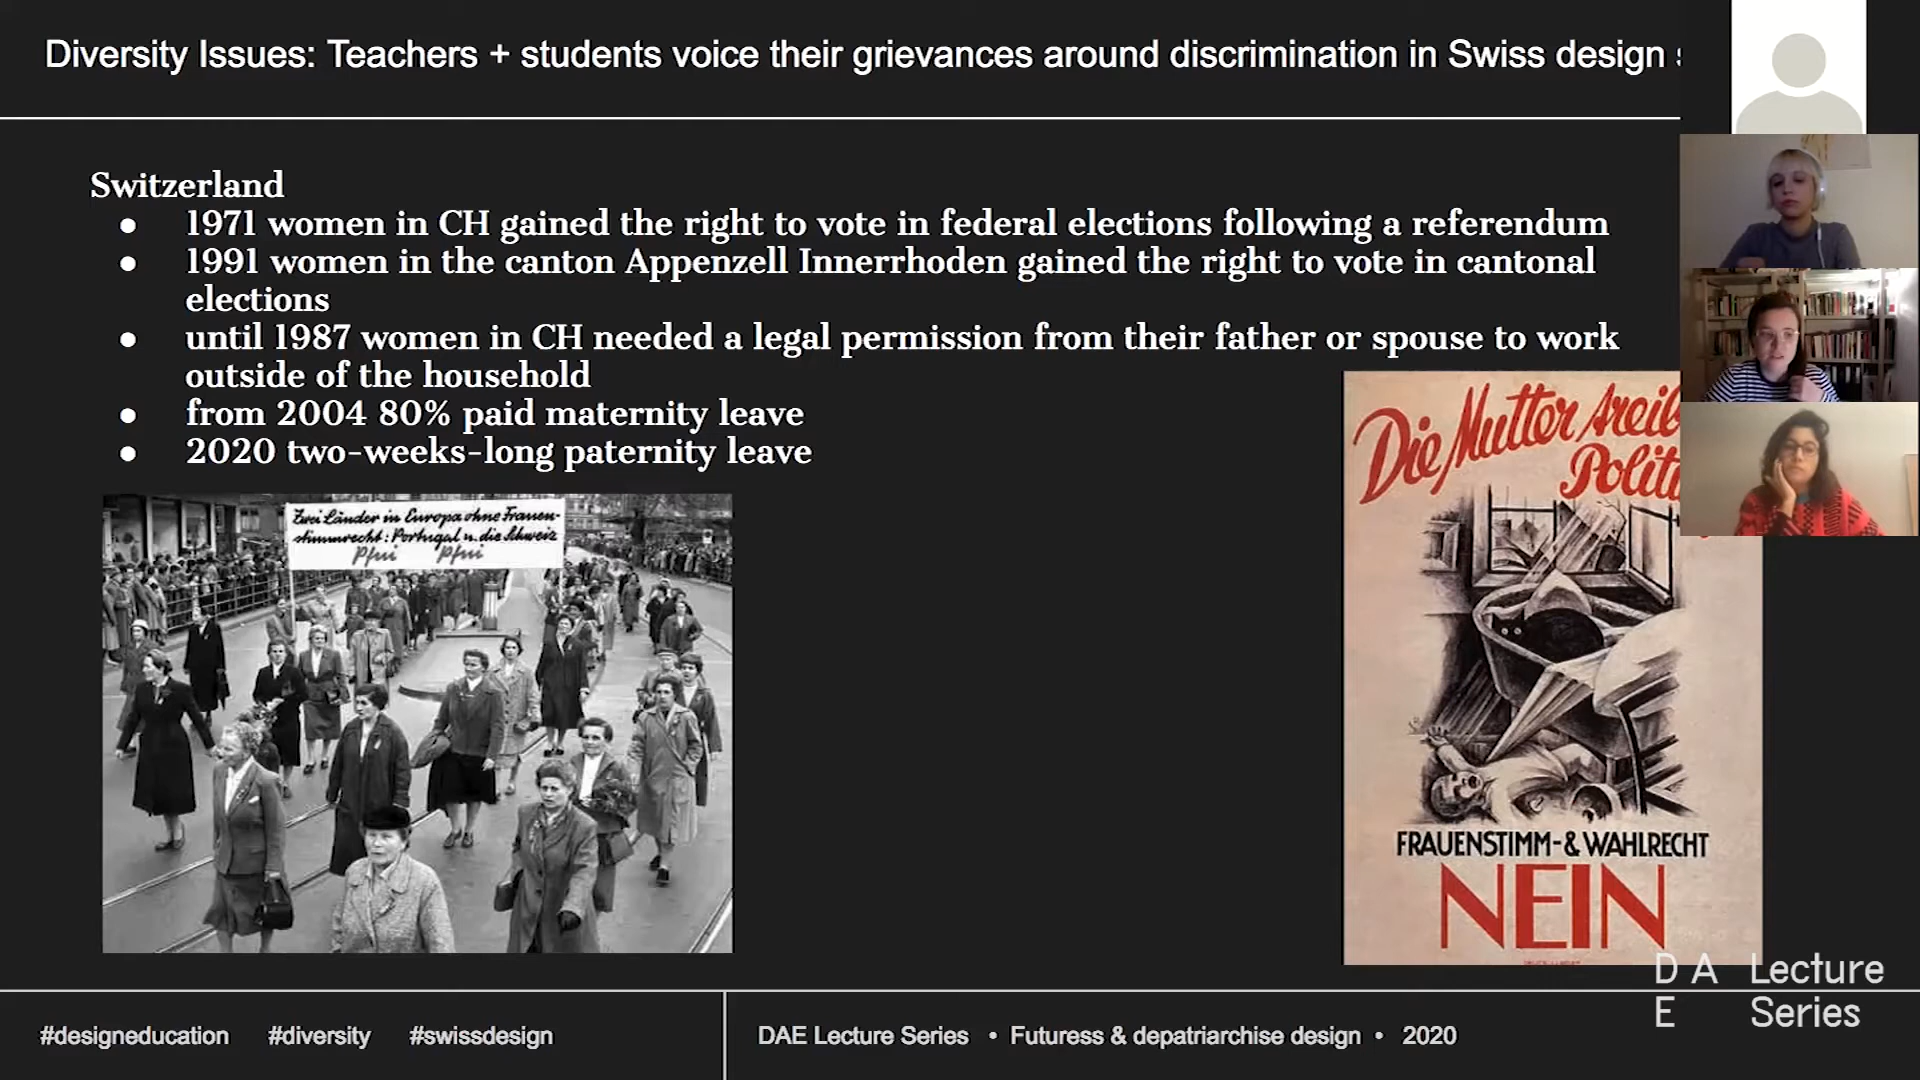 Diversity Issues: Teachers + students voice their grievances around discrimination in Swiss design
Switzerland
● 1971 women in CH gained the right to vote in federal elections following a referendum
● 1991 women in the canton Appenzell Innerrhoden gained the right to vote in cantonal
elections
● until 1987 women in CH needed a legal permission from their father or spouse to work
outside of the household
● from 2004 80% paid maternity leave
● 2020 two-weeks-long paternity leave
Zwei Länder in Europa ohne Frauen-
stimmrecht: Portugal u. die Schweiz
Pfui Pfui
Die Mutter treib
Polit
FRAUENSTIMM-& WAHLRECHT
NEIN
#designeducation #diversity #swissdesign
DAE Lecture Series • Futuress & depatriarchise design • 2020
D A Lecture
E Series